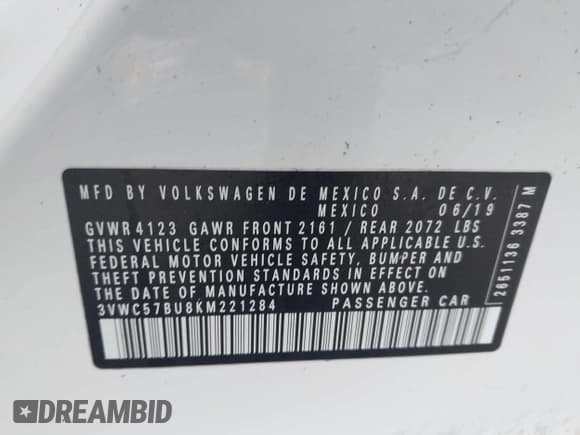 MFD BY VOLKSWAGEN DE MEXICO S.A. DE C.V.
MEXICO 06/19
GVWR 4123 GAWR FRONT 2161 / REAR 2072 LBS
THIS VEHICLE CONFORMS TO ALL APPLICABLE U.S.
FEDERAL MOTOR VEHICLE SAFETY, BUMPER AND
THEFT PREVENTION STANDARDS IN EFFECT ON
THE DATE OF MANUFACTURE SHOWN ABOVE.
3VWC57BU8KM221284 PASSENGER CAR
2661136 3387 M
DREAMBID